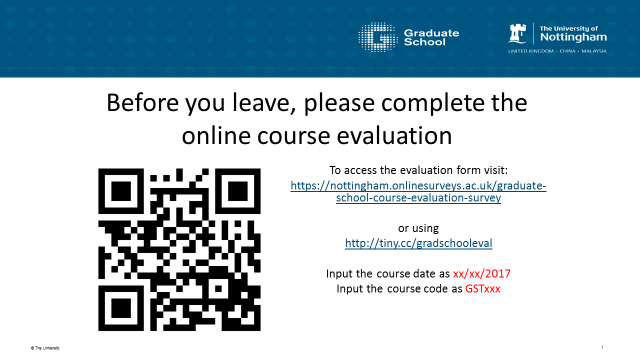 Graduate
School
The University of
Nottingham
UNITED KINGDOM · CHINA · MALAYSIA
Before you leave, please complete the
online course evaluation
To access the evaluation form visit:
https://nottingham.onlinesurveys.ac.uk/graduate-
school-course-evaluation-survey
or using
http://tiny.cc/gradschooleval
Input the course date as xx/xx/2017
Input the course code as GSTxxx
© The University
1